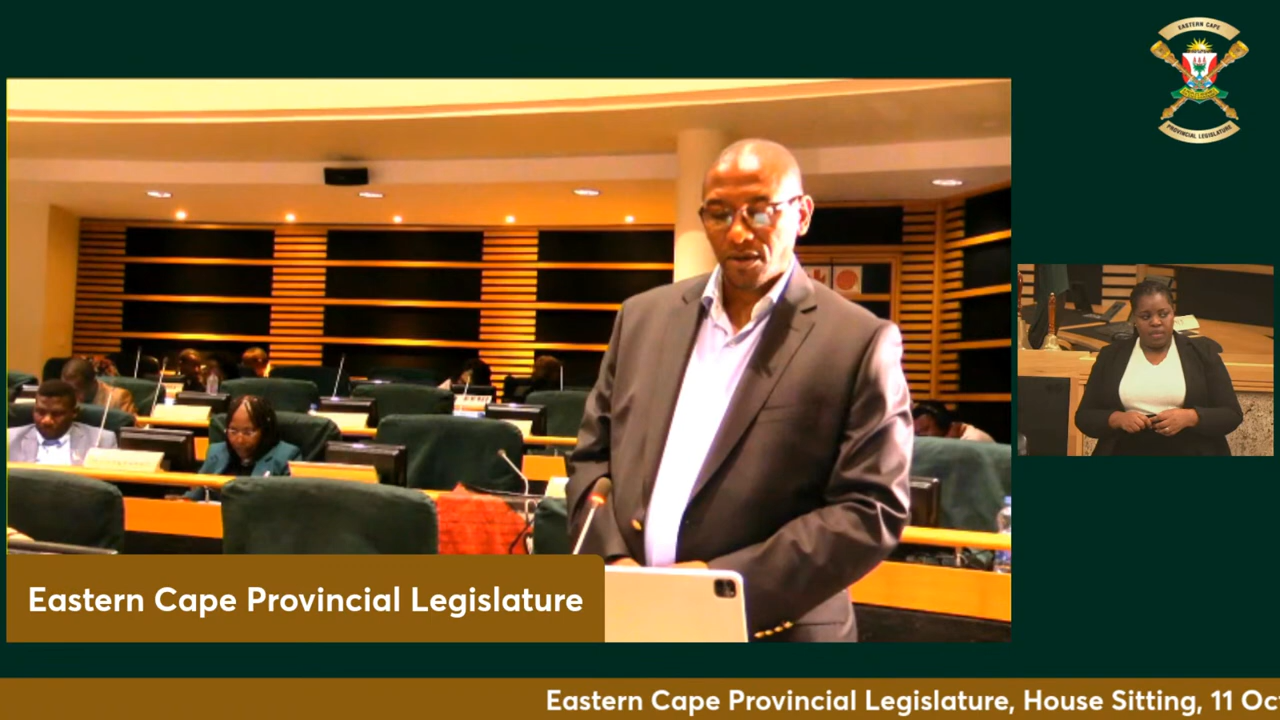 EASTERN CAPE
PROVINCIAL LEGISLATURE
Eastern Cape Provincial Legislature
Eastern Cape Provincial Legislature, House Sitting, 11 Oc